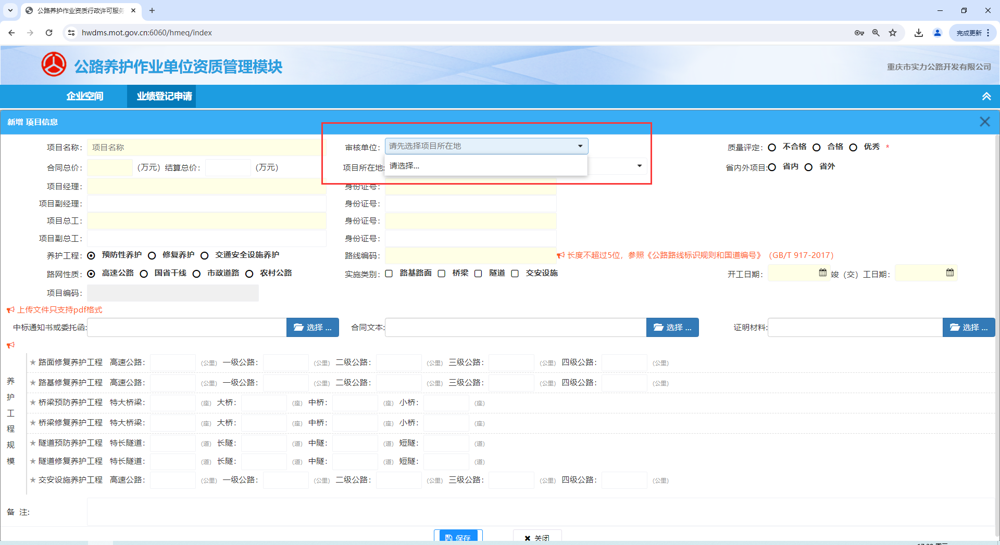 公路养护作业资质行政许可服务
hwdms.mot.gov.cn:6060/hmeq/index
完成更新
公路养护作业单位资质管理模块
重庆市实力公路开发有限公司
企业空间 业绩登记申请
新增 项目信息
项目名称: 项目名称 审核单位: 请先选择项目所在地 质量评定: 不合格 合格 优秀 *
合同总价: (万元) 结算总价: (万元) 项目所在地: 请选择... 省内外项目: 省内 省外
项目经理: 身份证号:
项目副经理: 身份证号:
项目总工: 身份证号:
项目副总工: 身份证号:
养护工程: 预防性养护 修复养护 交通安全设施养护 路线编码: 长度不超过5位，参照《公路路线标识规则和国道编号》（GB/T 917-2017）
路网性质: 高速公路 国省干线 市政道路 农村公路 实施类别: 路基路面 桥梁 隧道 交安设施 开工日期: 竣（交）工日期:
项目编码:
上传文件只支持pdf格式
中标通知书或委托函: 选择 ... 合同文本: 选择 ... 证明材料: 选择 ...
养护工程规模
★ 路面修复养护工程 高速公路: (公里) 一级公路: (公里) 二级公路: (公里) 三级公路: (公里) 四级公路: (公里)
★ 路基修复养护工程 高速公路: (公里) 一级公路: (公里) 二级公路: (公里) 三级公路: (公里) 四级公路: (公里)
★ 桥梁预防养护工程 特大桥梁: (座) 大桥: (座) 中桥: (座) 小桥: (座)
★ 桥梁修复养护工程 特大桥梁: (座) 大桥: (座) 中桥: (座) 小桥: (座)
★ 隧道预防养护工程 特长隧道: (道) 长隧: (道) 中隧: (道) 短隧: (道)
★ 隧道修复养护工程 特长隧道: (道) 长隧: (道) 中隧: (道) 短隧: (道)
★ 交安设施养护工程 高速公路: (公里) 一级公路: (公里) 二级公路: (公里) 三级公路: (公里) 四级公路: (公里)
备 注:
保存 关闭